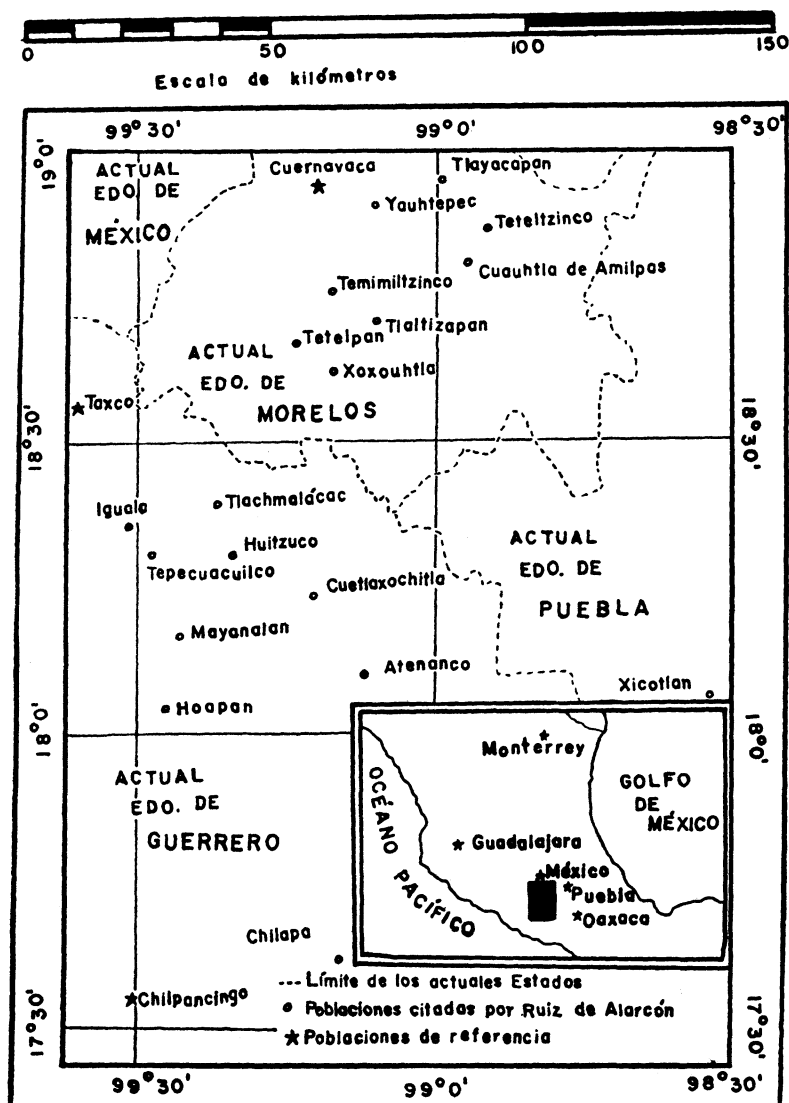 0 50 100 150
Escala de kilómetros
99°30' 99°0' 98°30'
19°0'
ACTUAL
EDO. DE
MÉXICO
Cuernavaca
Tlayacapan
Yauhtepec
Teteltzinco
Cuauhtla de Amilpas
Temimiltzinco
Tlaltizapan
Tetelpan
Xoxouhtla
ACTUAL
EDO. DE
MORELOS
Taxco
18°30'
18°30'
Iguala
Tlachmalácac
Huitzuco
Tepecuacuilco
Cuetlaxochitla
ACTUAL
EDO. DE
PUEBLA
Mayanalan
Atenanco
Xicotlan
Hoapan
18°0'
18°0'
ACTUAL
EDO. DE
GUERRERO
Monterrey
OCÉANO PACÍFICO
GOLFO
DE
MÉXICO
Guadalajara
México
Puebla
Oaxaca
Chilapa
Chilpancingo
--- Límite de los actuales Estados
Poblaciones citadas por Ruiz de Alarcón
Poblaciones de referencia
17°30'
17°30'
99°30' 99°0' 98°30'